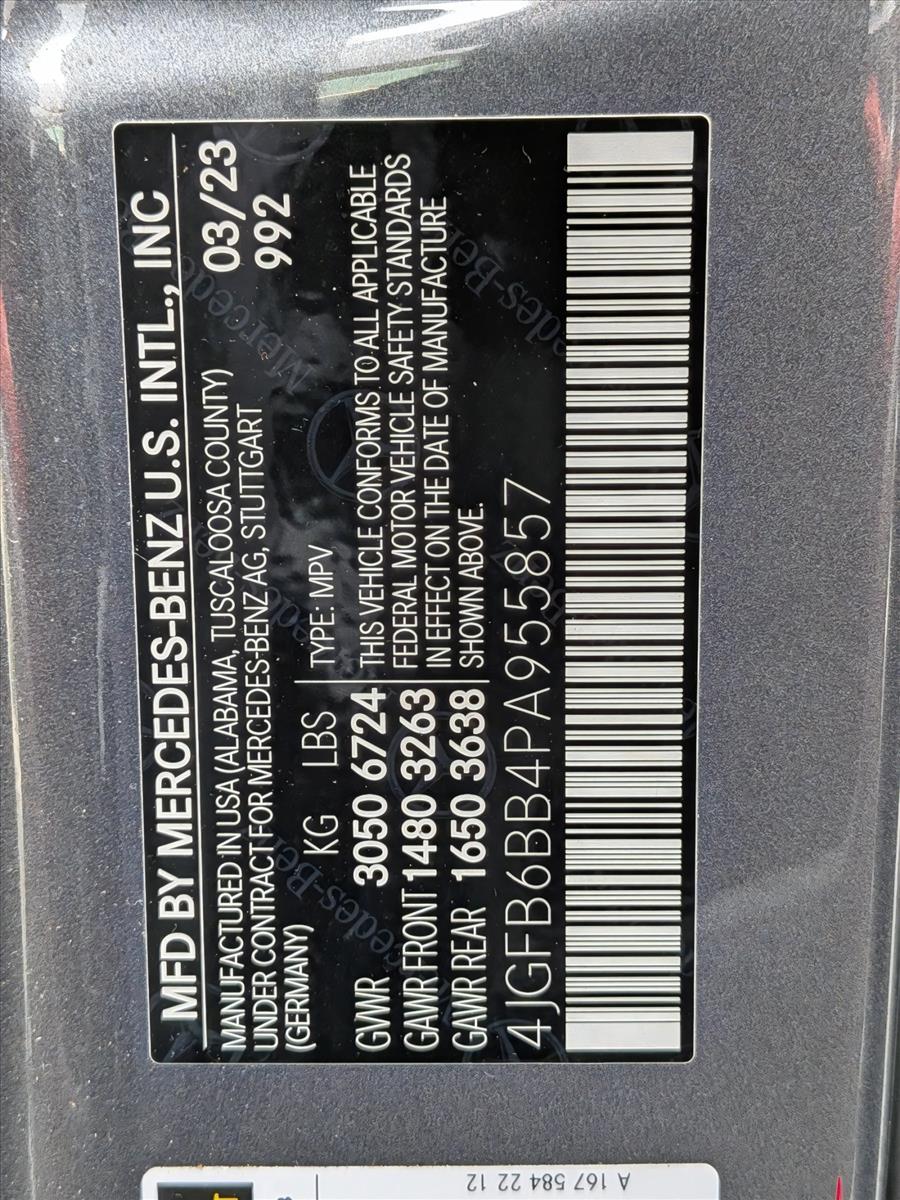 MFD BY MERCEDES-BENZ U.S. INTL., INC
MANUFACTURED IN USA (ALABAMA, TUSCALOOSA COUNTY)
UNDER CONTRACT FOR MERCEDES-BENZ AG, STUTTGART
(GERMANY)
03/23
992
KG LBS
TYPE: MPV
GVWR 3050 6724
GAWR FRONT 1480 3263
GAWR REAR 1650 3638
THIS VEHICLE CONFORMS TO ALL APPLICABLE
FEDERAL MOTOR VEHICLE SAFETY STANDARDS
IN EFFECT ON THE DATE OF MANUFACTURE
SHOWN ABOVE.
4JGFB6BB4PA955857
A 167 584 22 12